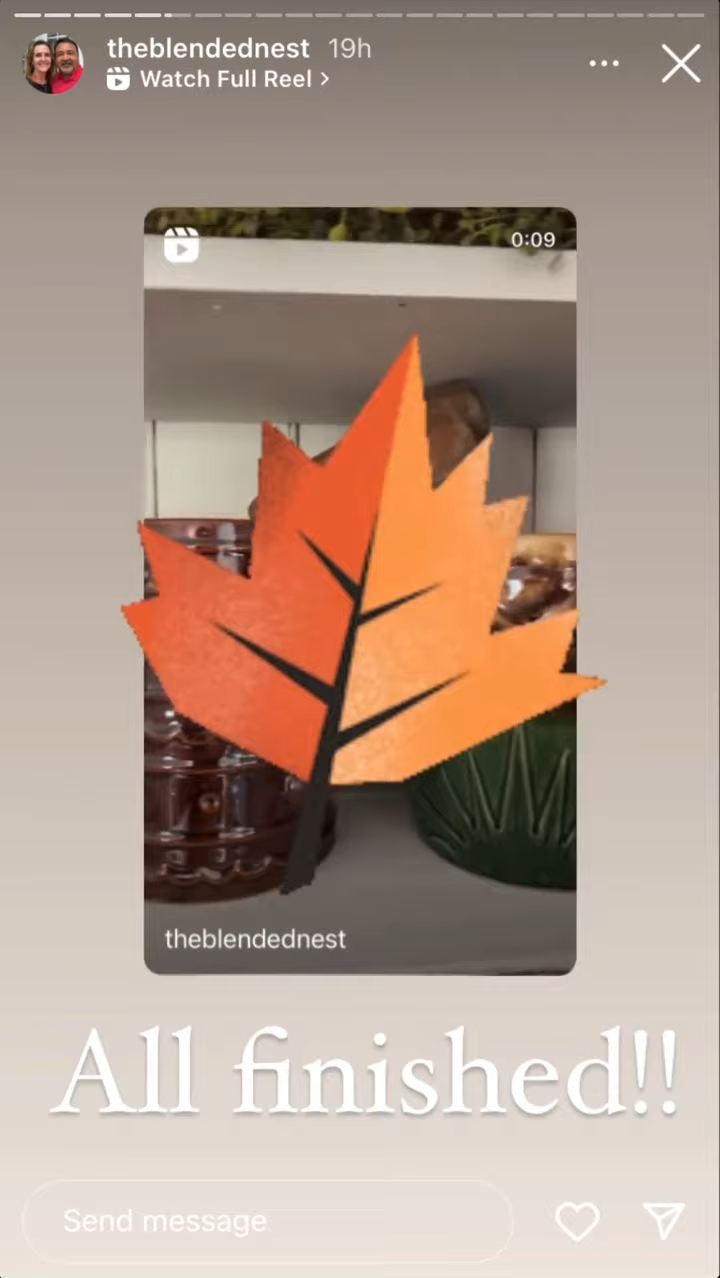 theblendednest 19h
Watch Full Reel >
0:09
theblendednest
All finished!!
Send message